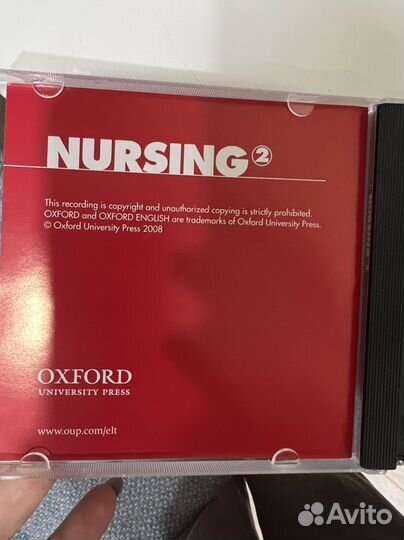 NURSING 2
This recording is copyright and unauthorized copying is strictly prohibited.
OXFORD and OXFORD ENGLISH are trademarks of Oxford University Press.
© Oxford University Press 2008
OXFORD
UNIVERSITY PRESS
www.oup.com/elt
Avito